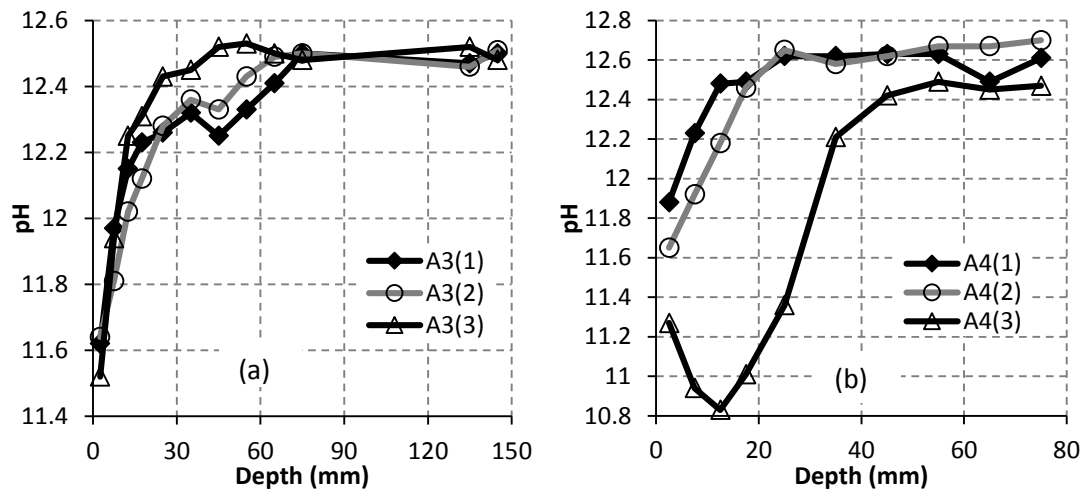 12.6
12.4
12.2
12
11.8
11.6
11.4
pH
0 30 60 90 120 150
Depth (mm)
A3(1)
A3(2)
A3(3)
(a)
12.8
12.6
12.4
12.2
12
11.8
11.6
11.4
11.2
11
10.8
pH
0 20 40 60 80
Depth (mm)
A4(1)
A4(2)
A4(3)
(b)